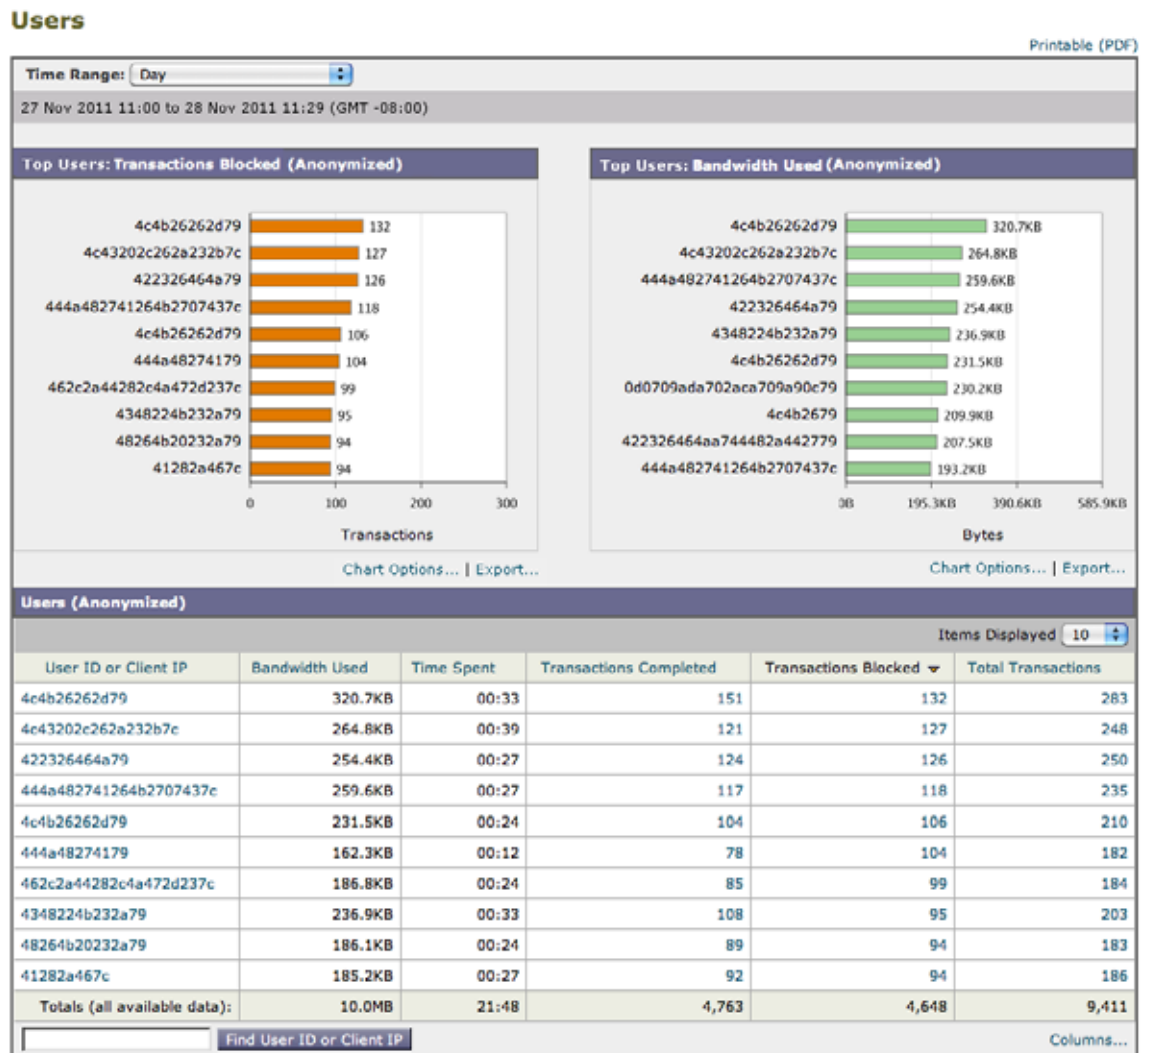 Users
Printable (PDF)
Time Range: Day
27 Nov 2011 11:00 to 28 Nov 2011 11:29 (GMT -08:00)
Top Users: Transactions Blocked (Anonymized)
4c4b26262d79 132
4c43202c262a232b7c 127
422326464a79 126
444a482741264b2707437c 118
4c4b26262d79 106
444a48274179 104
462c2a44282c4a472d237c 99
4348224b232a79 95
48264b20232a79 94
41282a467c 94
0 100 200 300
Transactions
Chart Options... | Export...
Top Users: Bandwidth Used (Anonymized)
4c4b26262d79 320.7KB
4c43202c262a232b7c 264.8KB
444a482741264b2707437c 259.6KB
422326464a79 254.4KB
4348224b232a79 236.9KB
4c4b26262d79 231.5KB
0d0709ada702aca709a90c79 230.2KB
4c4b2679 209.9KB
422326464aa744482a442779 207.5KB
444a482741264b2707437c 193.2KB
0B 195.3KB 390.6KB 585.9KB
Bytes
Chart Options... | Export...
Users (Anonymized)
Items Displayed 10
User ID or Client IP Bandwidth Used Time Spent Transactions Completed Transactions Blocked Total Transactions
4c4b26262d79 320.7KB 00:33 151 132 283
4c43202c262a232b7c 264.8KB 00:39 121 127 248
422326464a79 254.4KB 00:27 124 126 250
444a482741264b2707437c 259.6KB 00:27 117 118 235
4c4b26262d79 231.5KB 00:24 104 106 210
444a48274179 162.3KB 00:12 78 104 182
462c2a44282c4a472d237c 186.8KB 00:24 85 99 184
4348224b232a79 236.9KB 00:33 108 95 203
48264b20232a79 186.1KB 00:24 89 94 183
41282a467c 185.2KB 00:27 92 94 186
Totals (all available data): 10.0MB 21:48 4,763 4,648 9,411
Find User ID or Client IP
Columns...